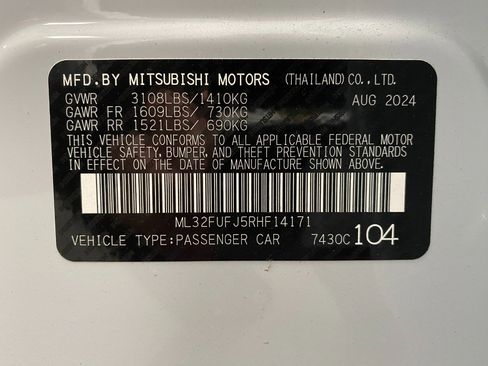 MFD.BY MITSUBISHI MOTORS (THAILAND) CO.,LTD.
GVWR 3108LBS/1410KG AUG 2024
GAWR FR 1609LBS/ 730KG
GAWR RR 1521LBS/ 690KG
THIS VEHICLE CONFORMS TO ALL APPLICABLE FEDERAL MOTOR
VEHICLE SAFETY, BUMPER, AND THEFT PREVENTION STANDARDS
IN EFFECT ON THE DATE OF MANUFACTURE SHOWN ABOVE.
ML32FUFJ5RHF14171
VEHICLE TYPE:PASSENGER CAR 7430C 104